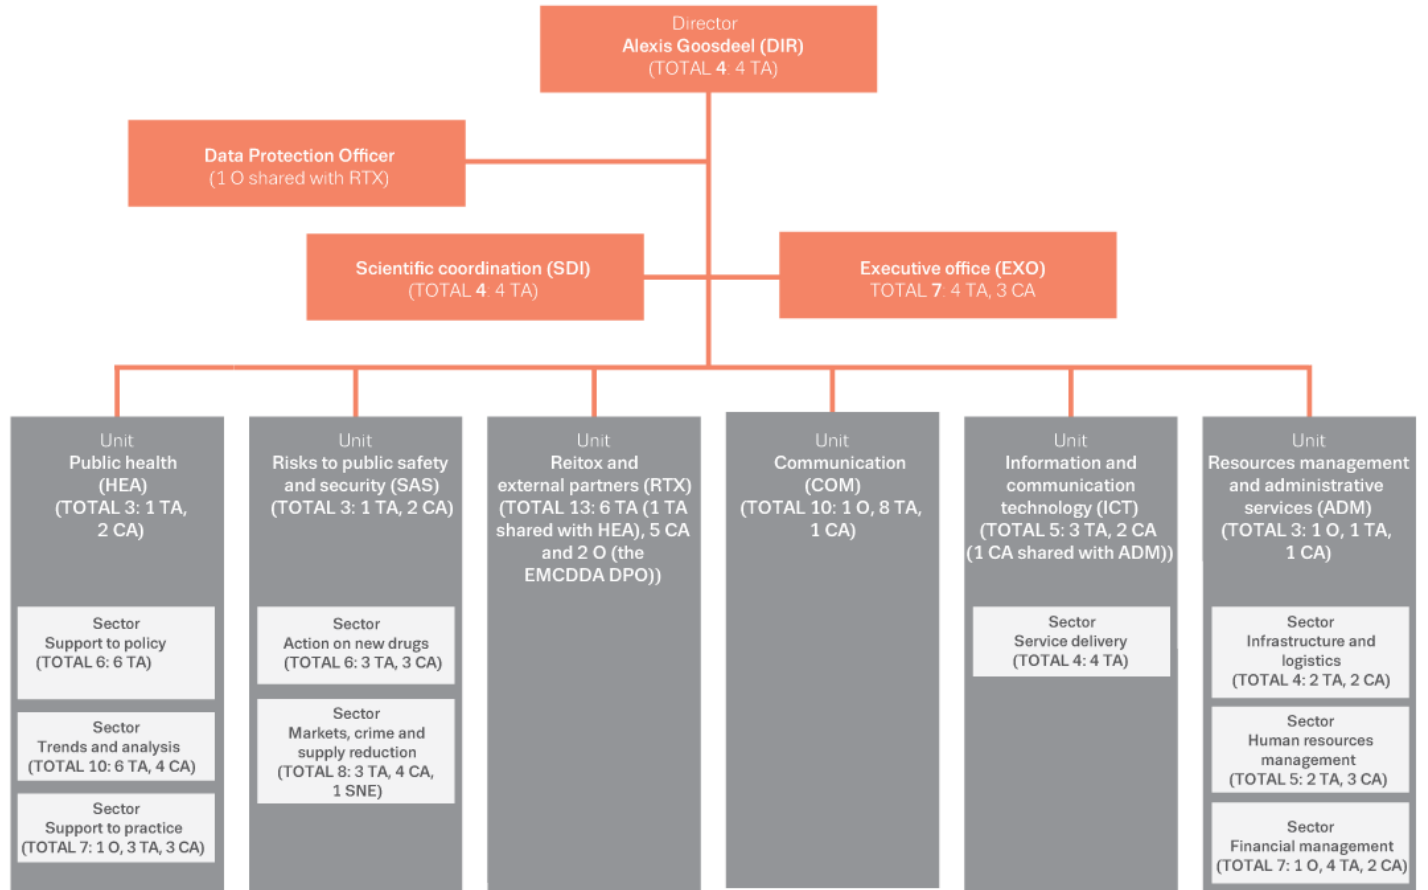 Director
Alexis Goosdeel (DIR)
(TOTAL 4: 4 TA)
Data Protection Officer
(1 O shared with RTX)
Scientific coordination (SDI)
(TOTAL 4: 4 TA)
Executive office (EXO)
TOTAL 7: 4 TA, 3 CA
Unit
Public health
(HEA)
(TOTAL 3: 1 TA,
2 CA)
Sector
Support to policy
(TOTAL 6: 6 TA)
Sector
Trends and analysis
(TOTAL 10: 6 TA, 4 CA)
Sector
Support to practice
(TOTAL 7: 1 O, 3 TA, 3 CA)
Unit
Risks to public safety
and security (SAS)
(TOTAL 3: 1 TA, 2 CA)
Sector
Action on new drugs
(TOTAL 6: 3 TA, 3 CA)
Sector
Markets, crime and
supply reduction
(TOTAL 8: 3 TA, 4 CA,
1 SNE)
Unit
Reitox and
external partners (RTX)
(TOTAL 13: 6 TA (1 TA
shared with HEA), 5 CA
and 2 O (the
EMCDDA DPO))
Unit
Communication
(COM)
(TOTAL 10: 1 O, 8 TA,
1 CA)
Unit
Information and
communication
technology (ICT)
(TOTAL 5: 3 TA, 2 CA
(1 CA shared with ADM))
Sector
Service delivery
(TOTAL 4: 4 TA)
Unit
Resources management
and administrative
services (ADM)
(TOTAL 3: 1 O, 1 TA,
1 CA)
Sector
Infrastructure and
logistics
(TOTAL 4: 2 TA, 2 CA)
Sector
Human resources
management
(TOTAL 5: 2 TA, 3 CA)
Sector
Financial management
(TOTAL 7: 1 O, 4 TA, 2 CA)